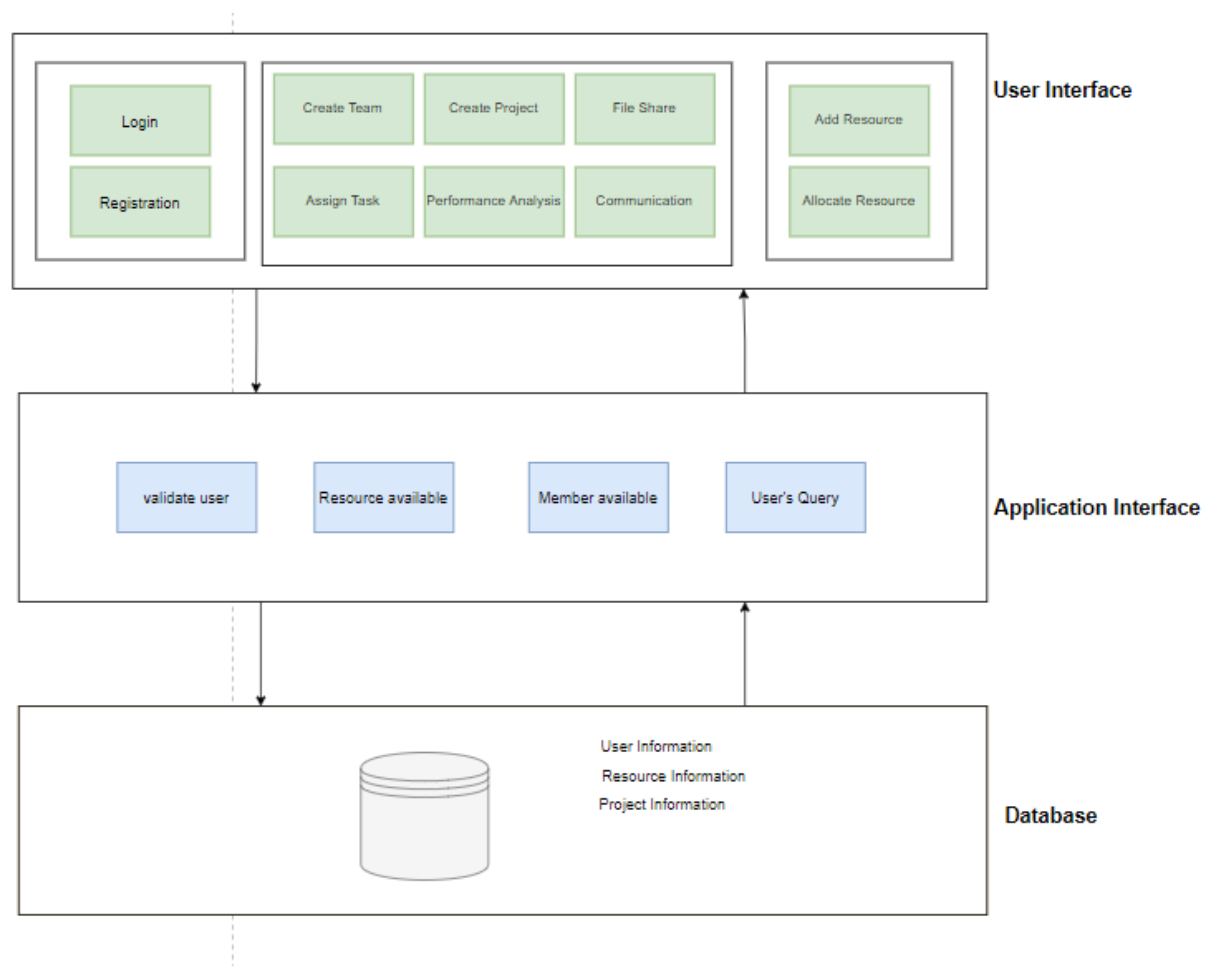 User Interface
Login
Registration
Create Team
Create Project
File Share
Assign Task
Performance Analysis
Communication
Add Resource
Allocate Resource
validate user
Resource available
Member available
User's Query
Application Interface
User Information
Resource Information
Project Information
Database